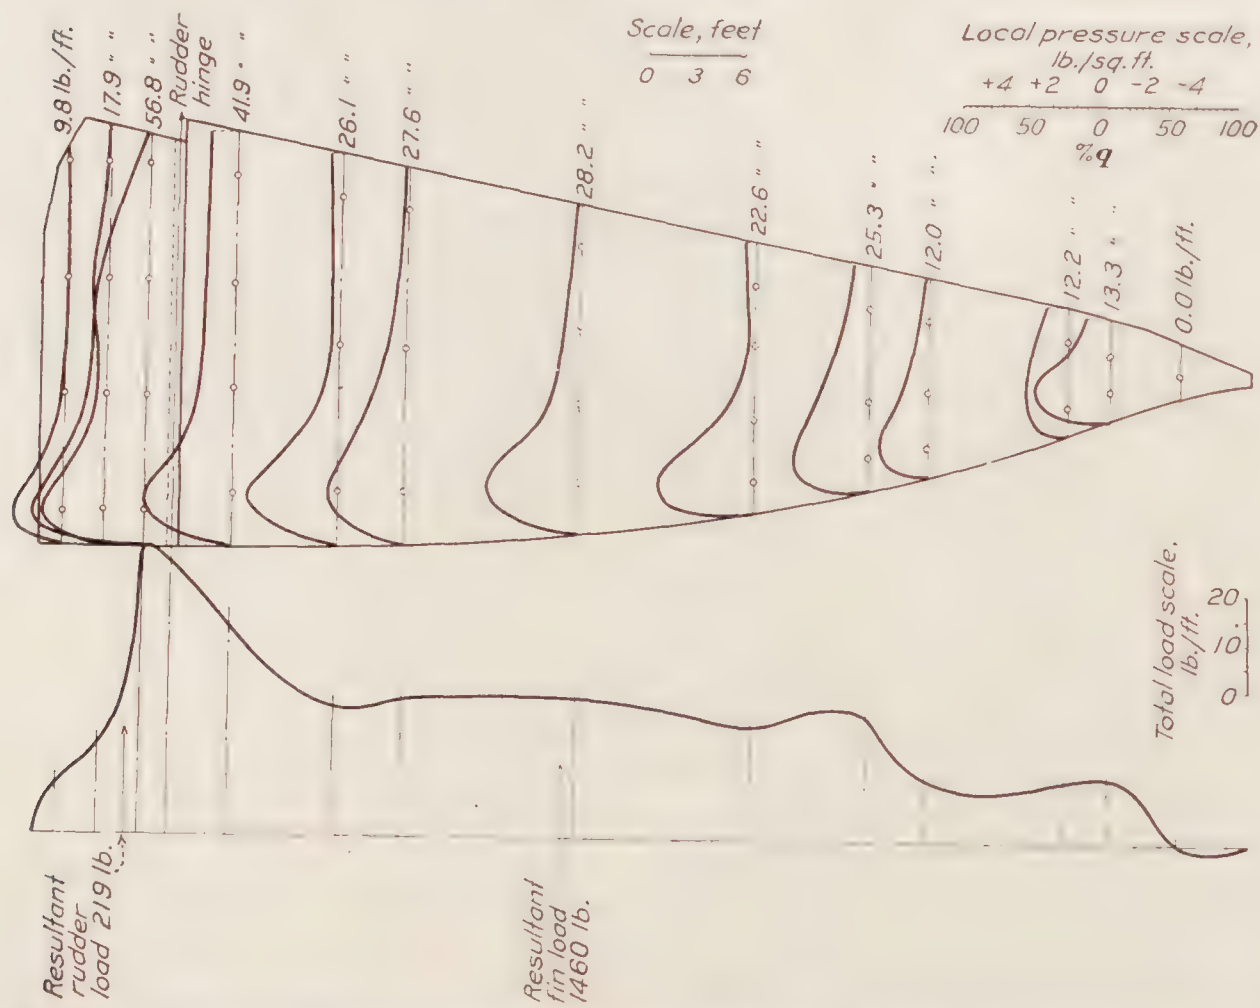 9.8 lb./ft.
17.9 " "
56.8 " "
Rudder
hinge
41.9 " "
26.1 " "
27.6 " "
28.2 "
22.6 " "
25.3 " "
12.0 " "
12.2 " "
13.3 " "
0.0 lb./ft.
Scale, feet
0 3 6
Local pressure scale,
lb./sq.ft.
+4 +2 0 -2 -4
100 50 0 50 100
%q
Total load scale,
lb./ft.
20
10
0
Resultant
rudder
load 219 lb.
Resultant
fin load
1460 lb.